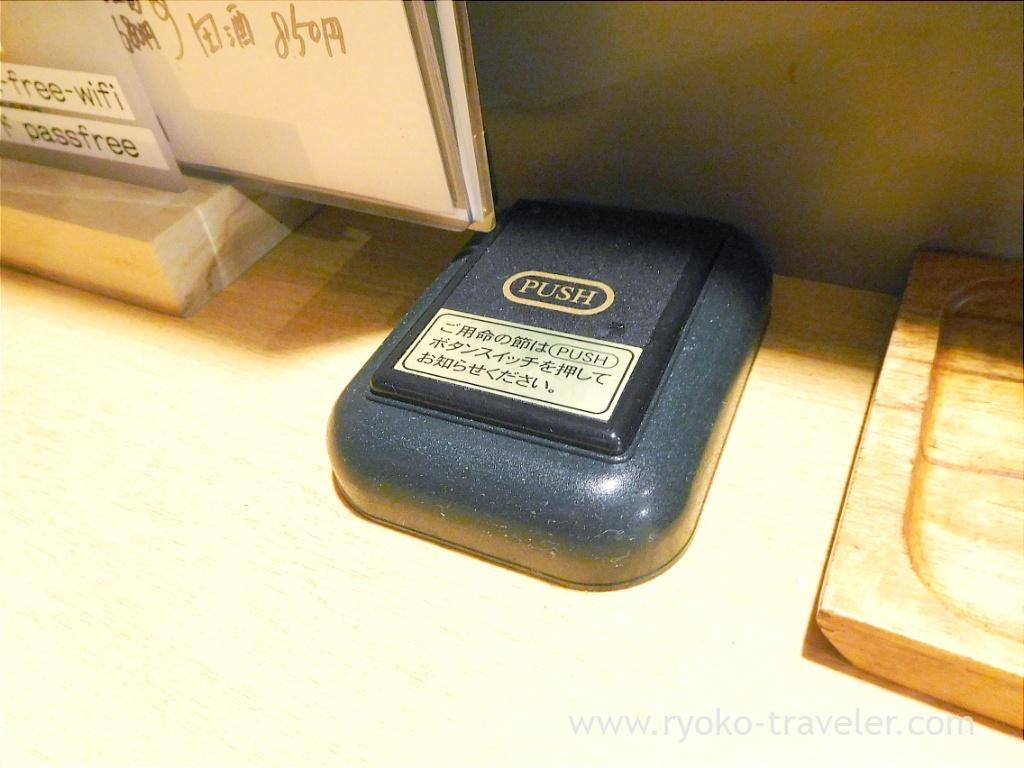 田酒 850円
-free-wifi
passfree
PUSH
ご用命の節は PUSH
ボタンスイッチを押して
お知らせください。
www.ryoko-traveler.com